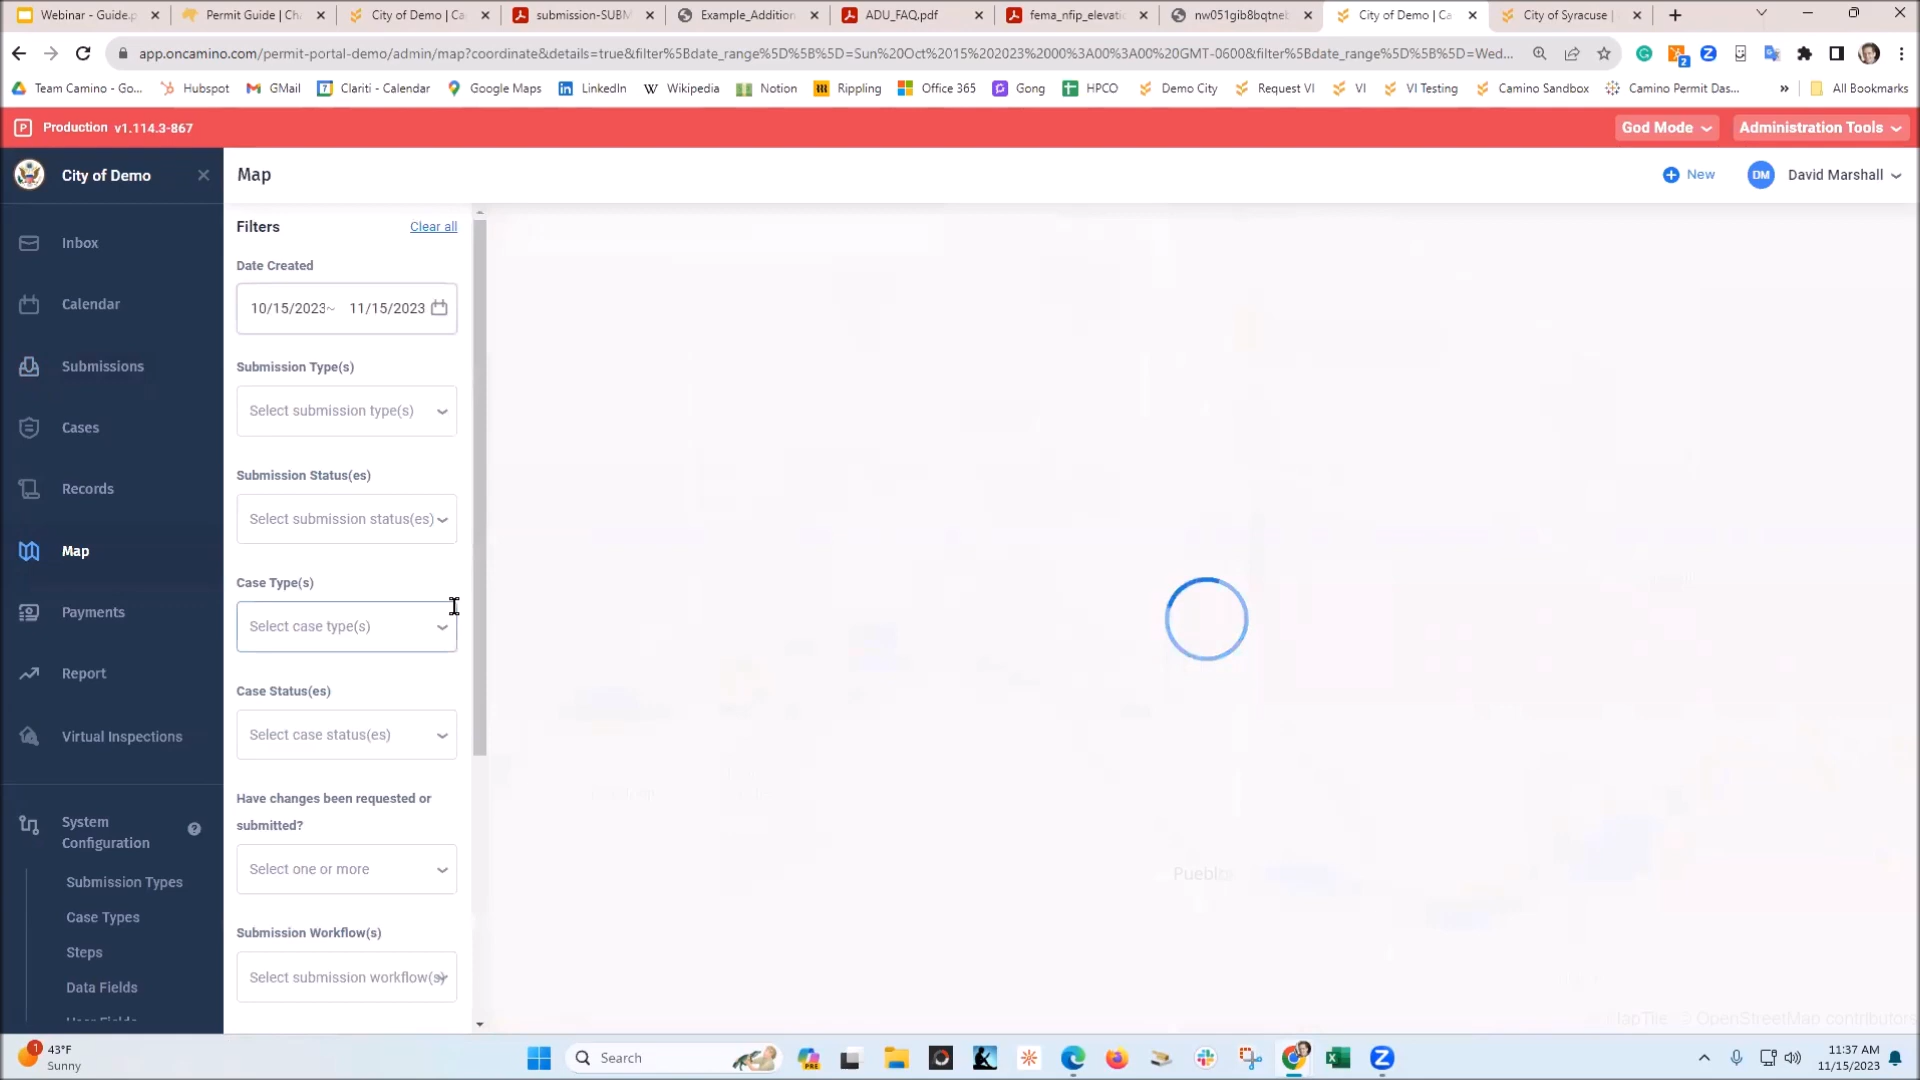 Webinar - Guide.p
Permit Guide | Cha
City of Demo | Ca
submission-SUBM
Example_Addition
ADU_FAQ.pdf
fema_nfip_elevati
nw051gib8bqtneb
City of Demo | Ca
City of Syracuse |
app.oncamino.com/permit-portal-demo/admin/map?coordinate&details=true&filter%5Bdate_range%5D%5B%5D=Sun%20Oct%2015%202023%2000%3A00%3A00%20GMT-0600&filter%5Bdate_range%5D%5B%5D=Wed...
Team Camino - Go...
Hubspot
GMail
Clariti - Calendar
Google Maps
LinkedIn
Wikipedia
Notion
Rippling
Office 365
Gong
HPCO
Demo City
Request VI
VI
VI Testing
Camino Sandbox
Camino Permit Das...
All Bookmarks
Production v1.114.3-867
God Mode
Administration Tools
City of Demo
Map
New
DM
David Marshall
Inbox
Calendar
Submissions
Cases
Records
Map
Payments
Report
Virtual Inspections
System
Configuration
Submission Types
Case Types
Steps
Data Fields
User Fields
Filters
Clear all
Date Created
10/15/2023~ 11/15/2023
Submission Type(s)
Select submission type(s)
Submission Status(es)
Select submission status(es)
Case Type(s)
Select case type(s)
Case Status(es)
Select case status(es)
Have changes been requested or
submitted?
Select one or more
Submission Workflow(s)
Select submission workflow(s)
Pueblo
OpenStreetMap contributors
1
43°F
Sunny
Search
PRE
11:37 AM
11/15/2023